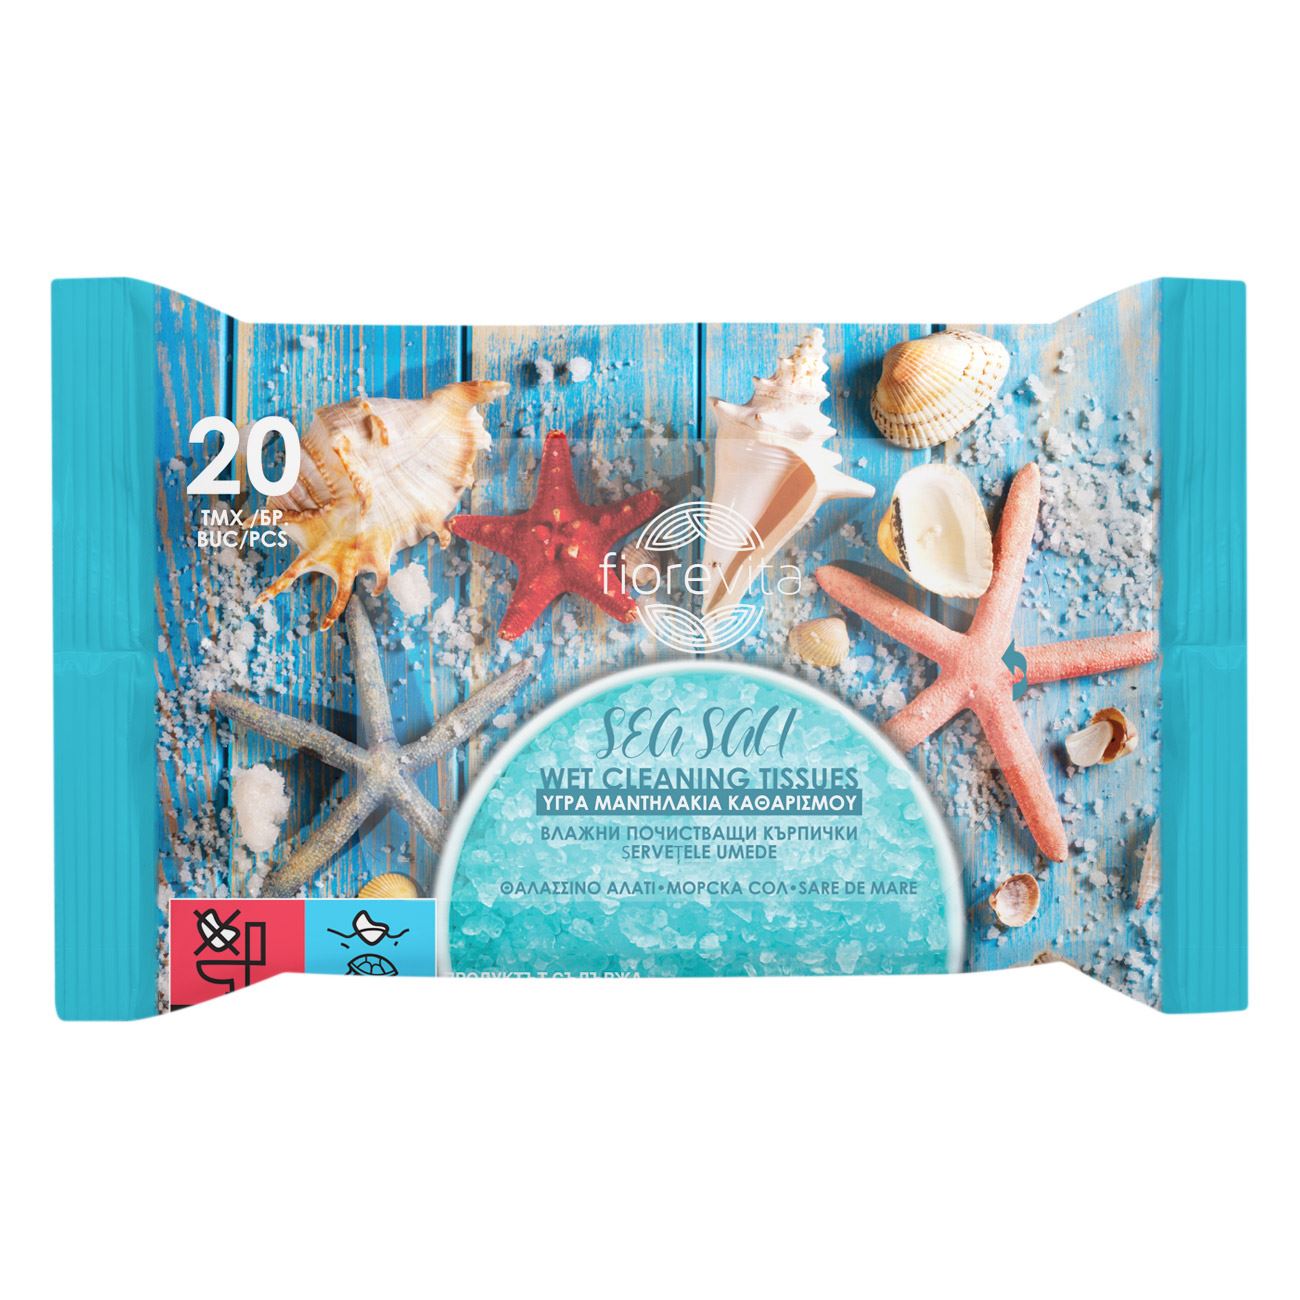 20
ΤΜΧ./БР.
BUC/PCS
fiorevita
SEA SALT
WET CLEANING TISSUES
ΥΓΡΑ ΜΑΝΤΗΛΑΚΙΑ ΚΑΘΑΡΙΣΜΟΥ
ВЛАЖНИ ПОЧИСТВАЩИ КЪРПИЧКИ
ȘERVEȚELE UMEDE
ΘΑΛΑΣΣΙΝΟ ΑΛΑΤΙ•МОРСКА СОЛ•SARE DE MARE